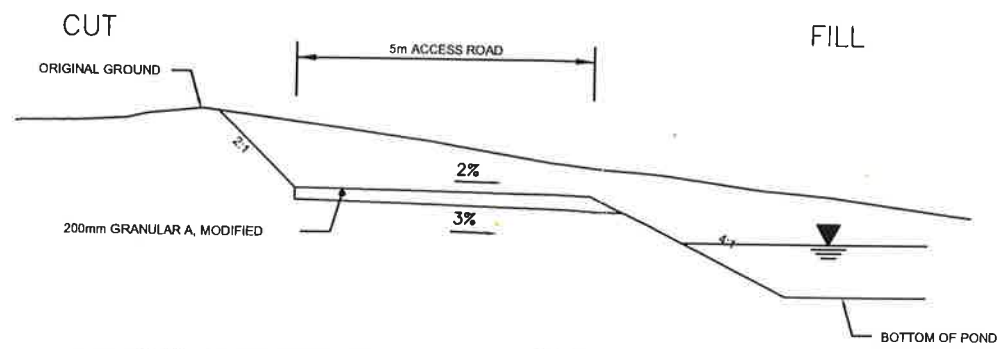 CUT
5m ACCESS ROAD
FILL
ORIGINAL GROUND
2:1
2%
200mm GRANULAR A, MODIFIED
3%
4:1
BOTTOM OF POND